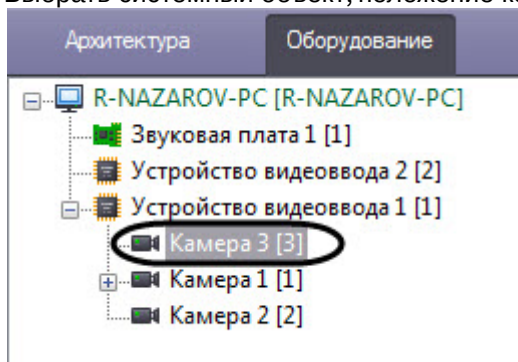 Выбрать системный объект, положение к
Архитектура Оборудование
R-NAZAROV-PC [R-NAZAROV-PC]
Звуковая плата 1 [1]
Устройство видеоввода 2 [2]
Устройство видеоввода 1 [1]
Камера 3 [3]
Камера 1 [1]
Камера 2 [2]